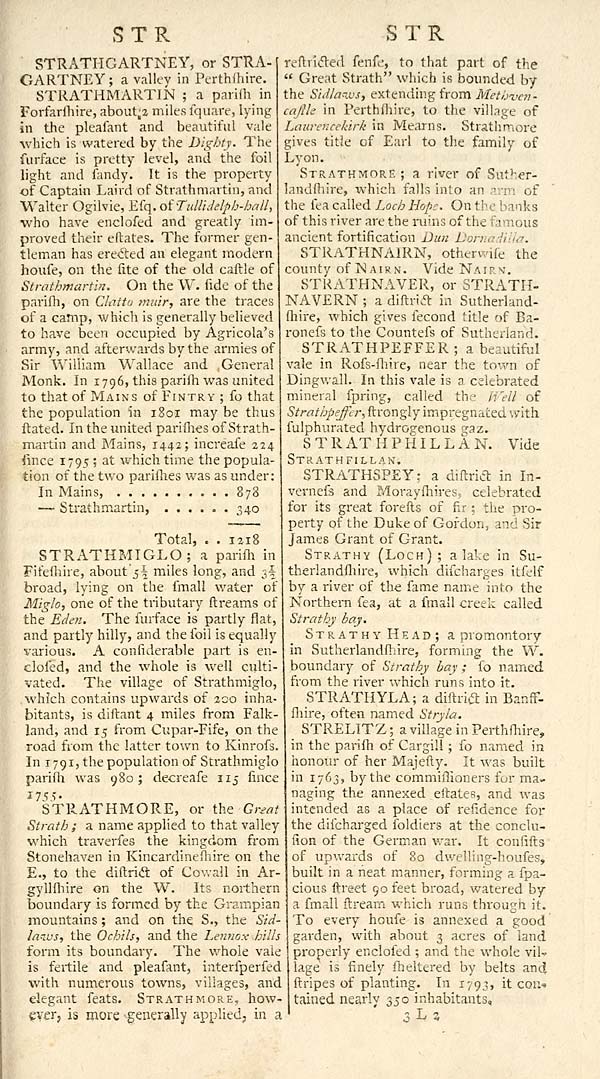 STR
STRATHGARTNEY, or STRA-
GARTNEY; a valley in Perthſhire.
STRATHMARTIN ; a pariſh in
Forfarſhire, about 2 miles ſquare, lying
in the pleaſant and beautiful vale
which is watered by the Dighty. The
ſurface is pretty level, and the ſoil
light and ſandy. It is the property
of Captain Laird of Strathmartin, and
Walter Ogilvie, Eſq. of Tullidelph-hall,
who have encloſed and greatly im-
proved their eſtates. The former gen-
tleman has erected an elegant modern
houſe, on the ſite of the old caſtle of
Strathmartin. On the W. ſide of the
pariſh, on Clatto muir, are the traces
of a camp, which is generally believed
to have been occupied by Agricola's
army, and afterwards by the armies of
Sir William Wallace and General
Monk. In 1796, this pariſh was united
to that of MAINS of FINTRY ; ſo that
the population in 1801 may be thus
ſtated. In the united pariſhes of Strath-
martin and Mains, 1442; increaſe 224
ſince 1795; at which time the popula-
tion of the two pariſhes was as under:
In Mains, . . . . . . . . . . 878
— Strathmartin, . . . . . . 340
Total, . . 1218
STRATHMIGLO; a pariſh in
Fifeſhire, about 5½ miles long, and 3½
broad, lying on the ſmall water of
Miglo, one of the tributary ſtreams of
the Eden. The ſurface is partly flat,
and partly hilly, and the ſoil is equally
various. A conſiderable part is en-
cloſed, and the whole is well culti-
vated. The village of Strathmiglo,
which contains upwards of 200 inha-
bitants, is diſtant 4 miles from Falk-
land, and 15 from Cupar-Fife, on the
road from the latter town to Kinroſs.
In 1791, the population of Strathmiglo
pariſh was 980; decreaſe 115 ſince
1755.
STRATHMORE, or the Great
Strath; a name applied to that valley
which traverſes the kingdom from
Stonehaven in Kincardineſhire on the
E., to the diſtrict of Cowall in Ar-
gyllſhire on the W. Its northern
boundary is formed by the Grampian
mountains; and on the S., the Sid-
laws, the Ochils, and the Lennox hills
form its boundary. The whole vale
is fertile and pleaſant, interſperſed
with numerous towns, villages, and
elegant ſeats. STRATHMORE, how-
ever, is more generally applied, in a
STR
reſtricted ſenſe, to that part of the
“ Great Strath” which is bounded by
the Sidlaws, extending from Methven-
caſtle in Perthſhire, to the village of
Laurencekirk in Mearns. Strathmore
gives title of Earl to the family of
Lyon.
STRATHMORE ; a river of Suther-
landſhire, which falls into an arm of
the ſea called Loch Hope. On the banks
of this river are the ruins of the famous
ancient fortification Dun Dornadilla.
STRATHNAIRN, otherwiſe the
county of NAIRN. Vide NAIRN.
STRATHNAVER, or STRATH-
NAVERN ; a diſtrict in Sutherland-
ſhire, which gives ſecond title of Ba-
roneſs to the Counteſs of Sutherland.
STRATHPEFFER ; a beautiful
vale in Roſs-ſhire, near the town of
Dingwall. In this vale is a celebrated
mineral ſpring, called the Well of
Strathpeffer, ſtrongly impregnated with
ſulphurated hydrogenous gaz.
STRATHPHILLAN. Vide
STRATHFILLAN.
STRATHSPEY; a diſtrict in In-
verneſs and Morayſhires, celebrated
for its great foreſts of fir; the pro-
perty of the Duke of Gordon, and Sir
James Grant of Grant.
STRATHY (LOCH) ; a lake in Su-
therlandſhire, which diſcharges itſelf
by a river of the ſame name into the
Northern ſea, at a ſmall creek called
Strathy bay.
STRATHY HEAD ; a promontory
in Sutherlandſhire, forming the W.
boundary of Strathy bay ; ſo named
from the river which runs into it.
STRATHYLA; a diſtrict in Banff-
ſhire, often named Stryla.
STRELITZ ; a village in Perthſhire,
in the pariſh of Cargill ; ſo named in
honour of her Majeſty. It was built
in 1763, by the commiſſioners for ma-
naging the annexed eſtates, and was
intended as a place of reſidence for
the diſcharged ſoldiers at the conclu-
ſion of the German war. It conſiſts
of upwards of 80 dwelling-houſes,
built in a neat manner, forming a ſpa-
cious ſtreet 90 feet broad, watered by
a ſmall ſtream which runs through it.
To every houſe is annexed a good
garden, with about 3 acres of land
properly encloſed ; and the whole vil-
lage is finely ſheltered by belts and
ſtripes of planting. In 1793, it con-
tained nearly 350 inhabitants.
3 L 2